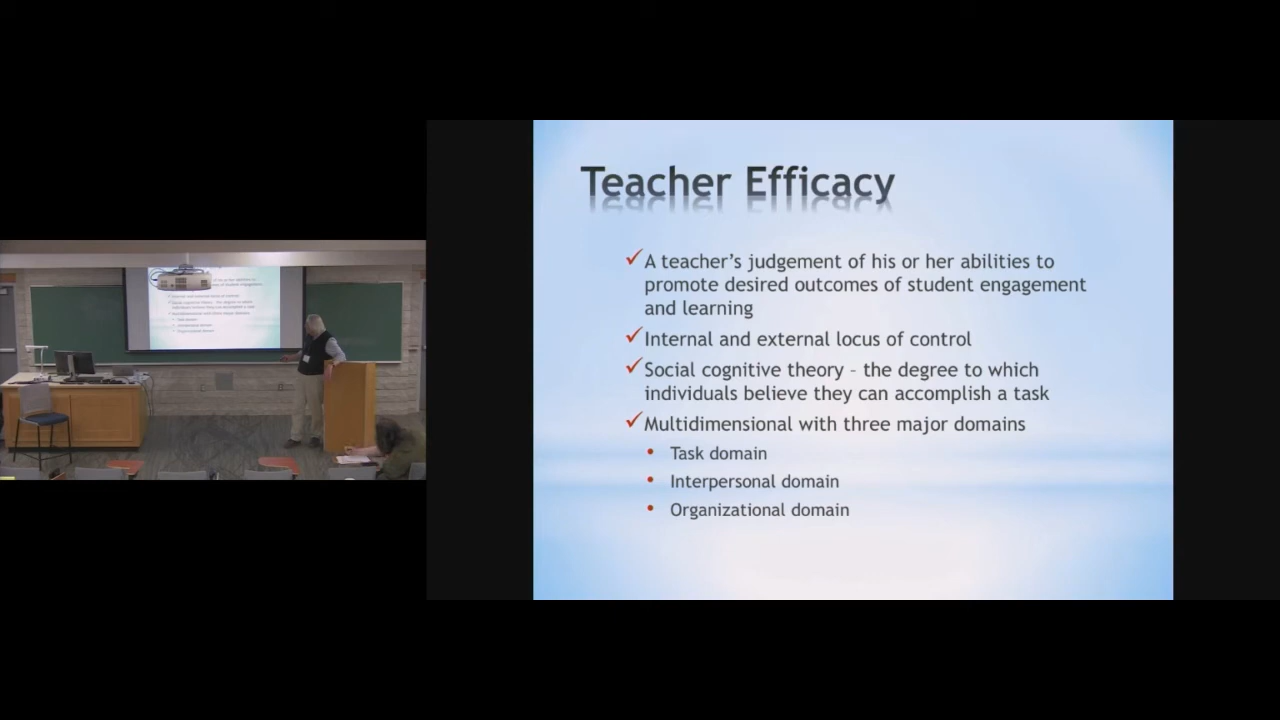 Teacher Efficacy
✓A teacher's judgement of his or her abilities to
promote desired outcomes of student engagement
and learning
✓Internal and external locus of control
✓Social cognitive theory – the degree to which
individuals believe they can accomplish a task
✓Multidimensional with three major domains
• Task domain
• Interpersonal domain
• Organizational domain